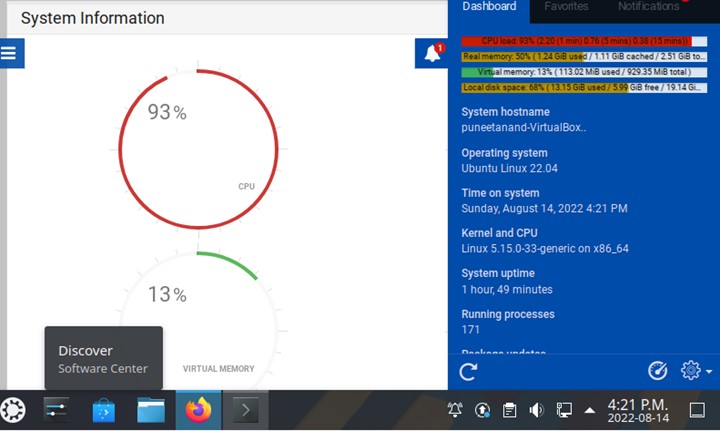 System Information
93%
CPU
13%
VIRTUAL MEMORY
Discover
Software Center
Dashboard
Favorites
Notifications
1
CPU load: 93% (2.20 (1 min) 0.76 (5 mins) 0.38 (15 mins))
Real memory: 50% ( 1.24 GiB used / 1.11 GiB cached / 2.51 GiB to...
Virtual memory: 13% ( 113.02 MiB used / 929.35 MiB total )
Local disk space: 68% ( 13.15 GiB used / 5.99 GiB free / 19.14 Gi...
System hostname
puneetanand-VirtualBox..
Operating system
Ubuntu Linux 22.04
Time on system
Sunday, August 14, 2022 4:21 PM
Kernel and CPU
Linux 5.15.0-33-generic on x86_64
System uptime
1 hour, 49 minutes
Running processes
171
Package updates
4:21 P.M.
2022-08-14